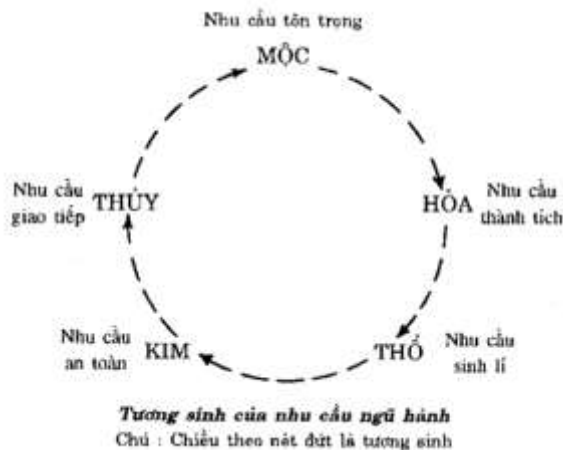 Nhu cầu tôn trọng
MỘC
Nhu cầu
giao tiếp
THỦY
HỎA
Nhu cầu
thành tích
Nhu cầu
an toàn
KIM
THỔ
Nhu cầu
sinh lí
Tương sinh của nhu cầu ngũ hành
Chú : Chiều theo nét đứt là tương sinh